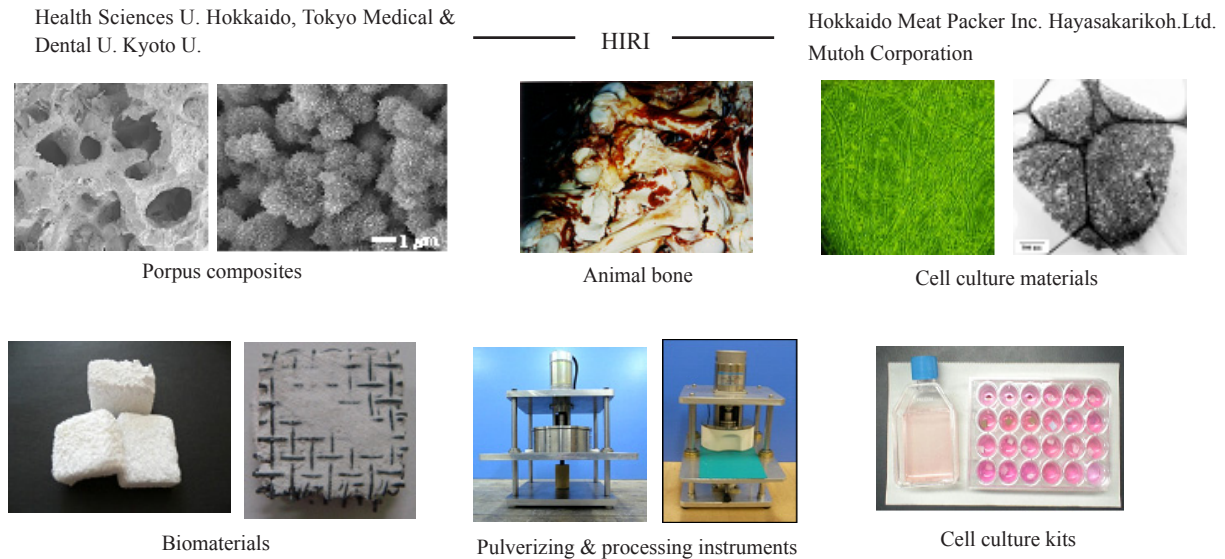 Health Sciences U. Hokkaido, Tokyo Medical &
Dental U. Kyoto U.
HIRI
Hokkaido Meat Packer Inc. Hayasakarikoh.Ltd.
Mutoh Corporation
1 μm
Porpus composites
Animal bone
Cell culture materials
Biomaterials
Pulverizing & processing instruments
Cell culture kits